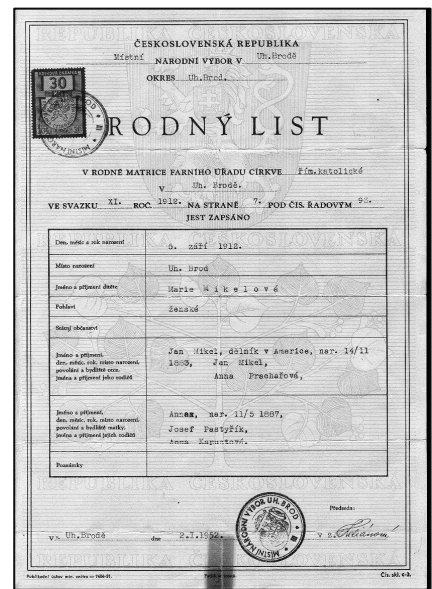 ČESKOSLOVENSKÁ REPUBLIKA
Místní NÁRODNÍ VÝBOR V Uh.Brodě
OKRES Uh.Brod.
30
RODNÝ LIST
V RODNÉ MATRICE FARNÍHO ÚŘADU CÍRKVE řím.katolické
V Uh. Brodě.
VE SVAZKU XI. ROČ. 1912. NA STRANĚ 7. POD ČÍS. ŘADOVÝM 92.
JEST ZAPSÁNO
Den, měsíc a rok narození 5. září 1912.
Místo narození Uh. Brod
Jméno a příjmení dítěte Marie Mikelová
Pohlaví Ženské
Státní občanství
Jméno a příjmení, Jan Mikel, dělník v Americe, nar. 14/11
den, měsíc, rok, místo narození, 1883, Jan Mikel,
povolání a bydliště otce. Anna Prachařová,
Jména a příjmení jeho rodičů
Jméno a příjmení, Anna, nar. 11/5 1887,
den, měsíc, rok, místo narození, Josef Pastyřík,
povolání a bydliště matky. Anna Kapustová.
Jména a příjmení jejich rodičů
Poznámky
MÍSTNÍ NÁRODNÍ VÝBOR UH. BROD
Předseda:
V Uh.Brodě dne 2.I.1952. v z.
Čís. skl.